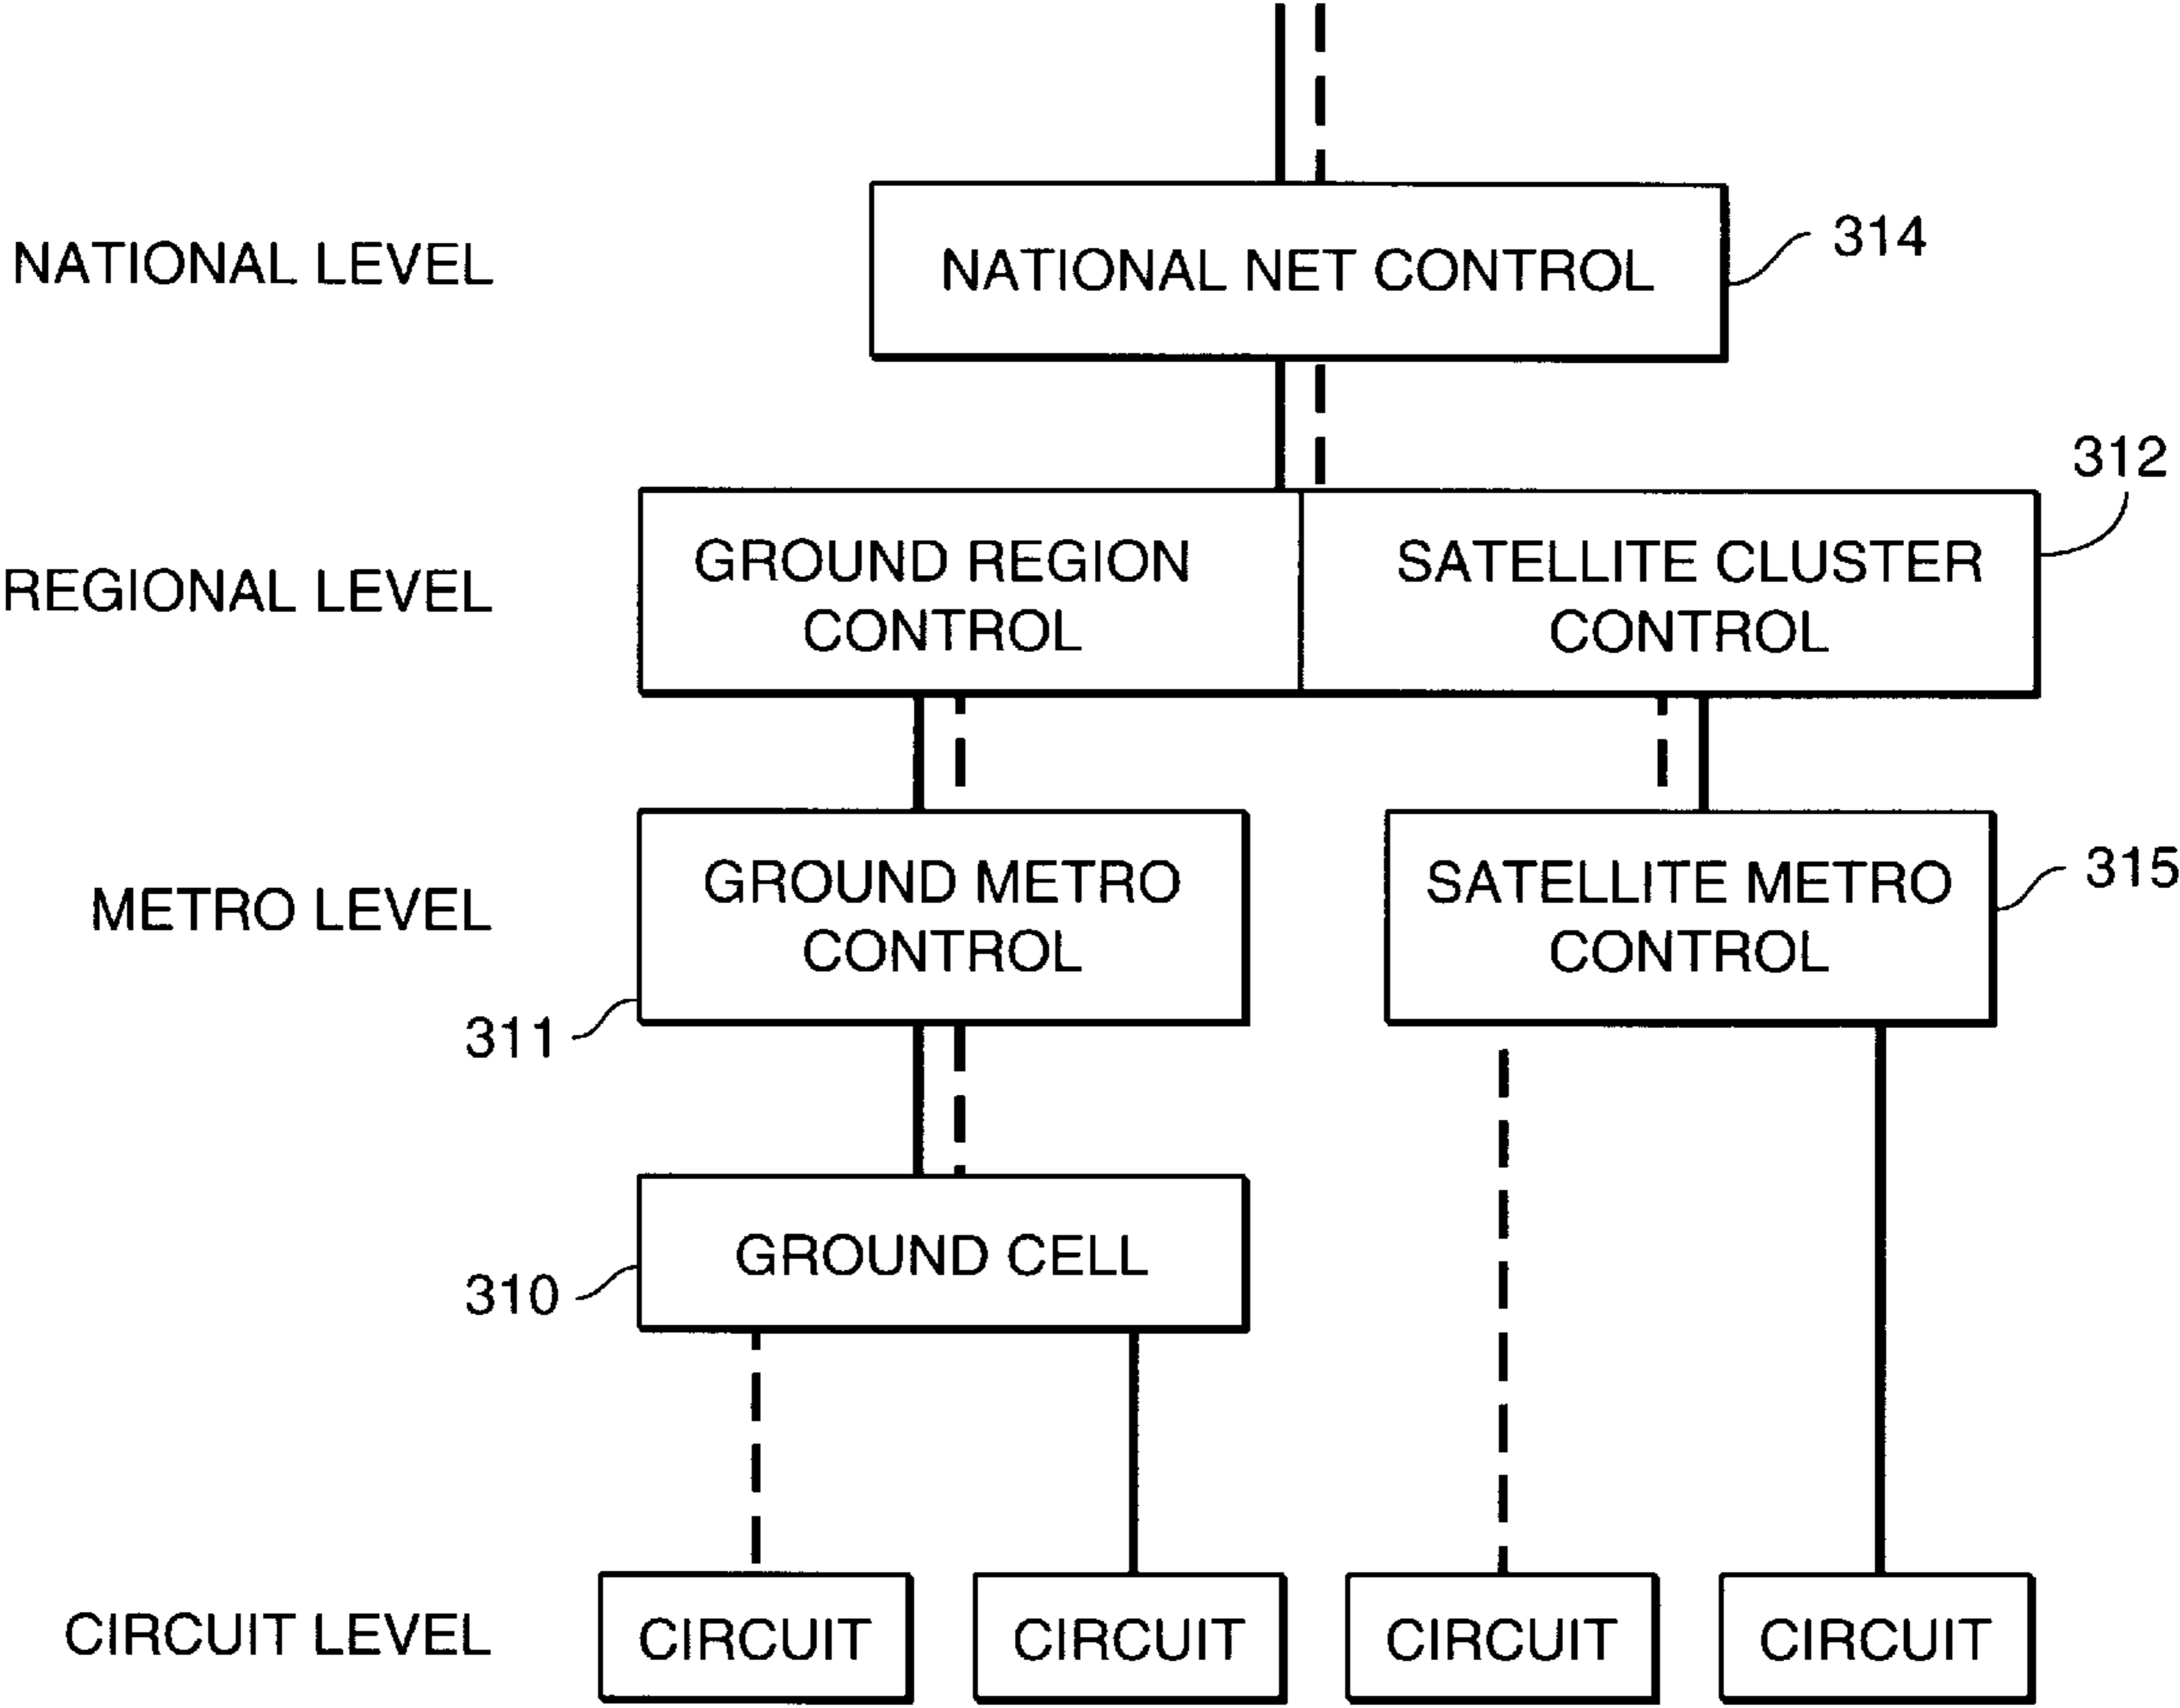 NATIONAL LEVEL
NATIONAL NET CONTROL
314
312
REGIONAL LEVEL
GROUND REGION
CONTROL
SATELLITE CLUSTER
CONTROL
METRO LEVEL
GROUND METRO
CONTROL
311
SATELLITE METRO
CONTROL
315
GROUND CELL
310
CIRCUIT LEVEL
CIRCUIT
CIRCUIT
CIRCUIT
CIRCUIT